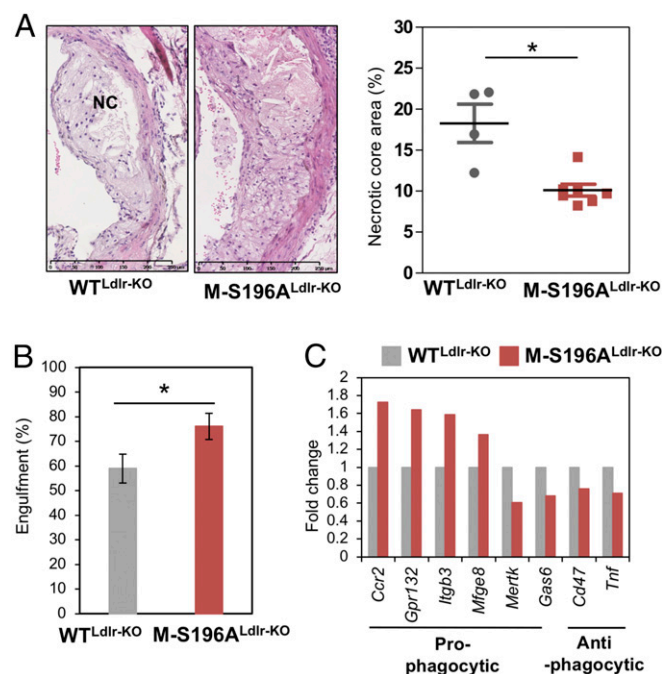 A
NC
WT^Ldlr-KO
M-S196A^Ldlr-KO
Necrotic core area (%)
30
25
20
15
10
5
0
*
WT^Ldlr-KO
M-S196A^Ldlr-KO
B
Engulfment (%)
100
90
80
70
60
50
40
30
20
10
0
*
WT^Ldlr-KO
M-S196A^Ldlr-KO
C
WT^Ldlr-KO
M-S196A^Ldlr-KO
Fold change
2
1.8
1.6
1.4
1.2
1
0.8
0.6
0.4
0.2
0
Ccr2
Gpr132
Itgb3
Mfge8
Mertk
Gas6
Cd47
Tnf
Pro-
phagocytic
Anti
-phagocytic